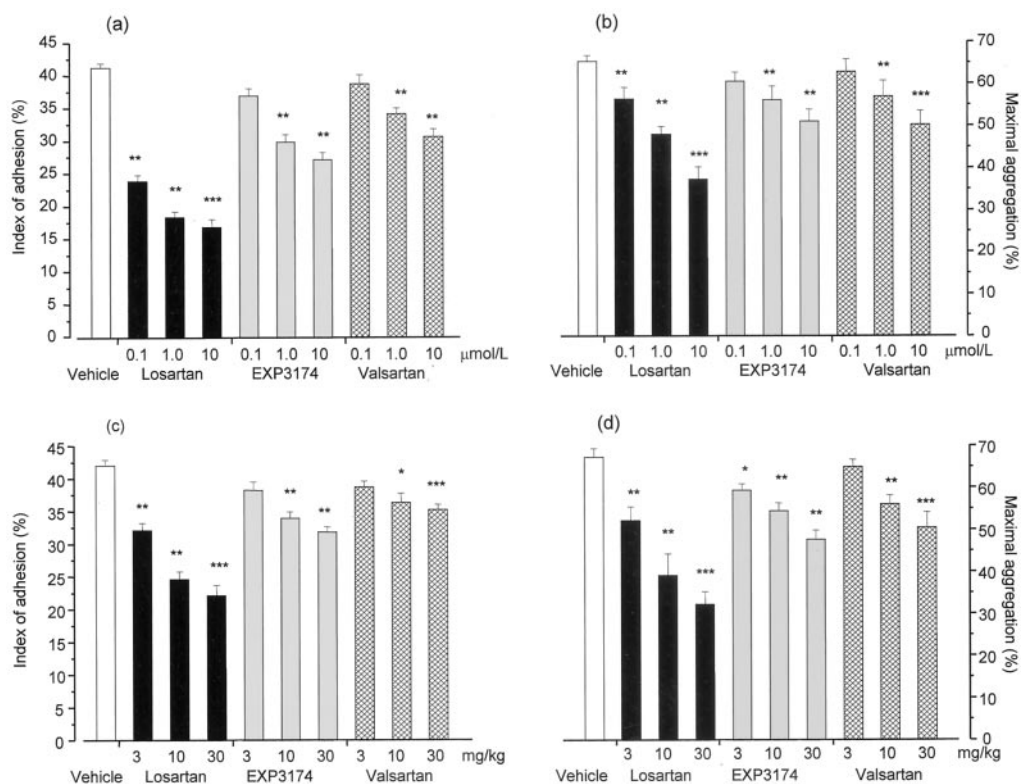 (a)
Index of adhesion (%)
45
40
35
30
25
20
15
10
5
0
** ** *** ** ** ** **
0.1 1.0 10 0.1 1.0 10 0.1 1.0 10 μmol/L
Vehicle Losartan EXP3174 Valsartan
(b)
** ** *** ** ** ** ***
70
60
50
40
30
20
10
0
Maximal aggregation (%)
0.1 1.0 10 0.1 1.0 10 0.1 1.0 10 μmol/L
Vehicle Losartan EXP3174 Valsartan
(c)
Index of adhesion (%)
45
40
35
30
25
20
15
10
5
0
** ** *** ** ** * ***
3 10 30 3 10 30 3 10 30 mg/kg
Vehicle Losartan EXP3174 Valsartan
(d)
** ** *** * ** ** ** ***
70
60
50
40
30
20
10
0
Maximal aggregation (%)
3 10 30 3 10 30 3 10 30 mg/kg
Vehicle Losartan EXP3174 Valsartan